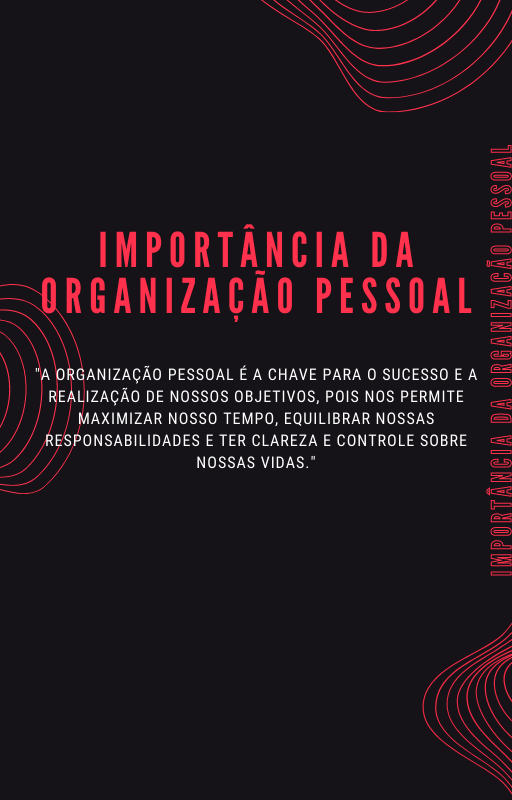 IMPORTÂNCIA DA
ORGANIZAÇÃO PESSOAL
"A ORGANIZAÇÃO PESSOAL É A CHAVE PARA O SUCESSO E A
REALIZAÇÃO DE NOSSOS OBJETIVOS, POIS NOS PERMITE
MAXIMIZAR NOSSO TEMPO, EQUILIBRAR NOSSAS
RESPONSABILIDADES E TER CLAREZA E CONTROLE SOBRE
NOSSAS VIDAS."
IMPORTÂNCIA DA ORGANIZAÇÃO PESSOAL